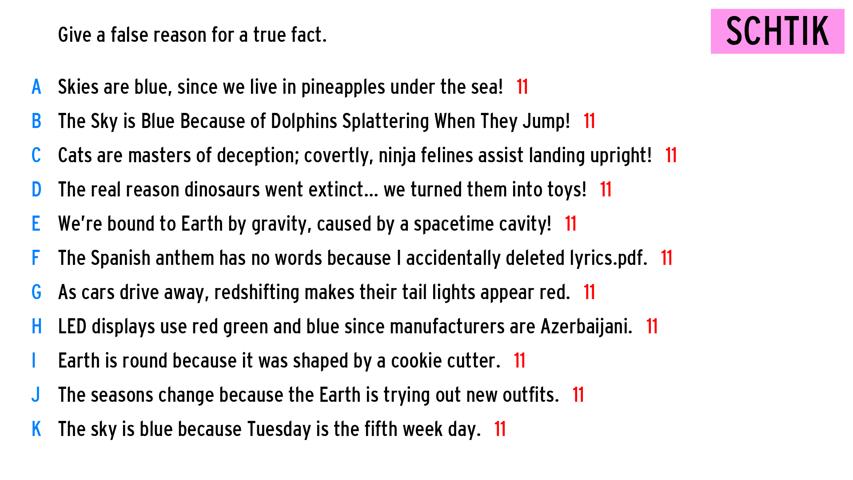 Give a false reason for a true fact.
SCHTIK
A Skies are blue, since we live in pineapples under the sea! 11
B The Sky is Blue Because of Dolphins Splattering When They Jump! 11
C Cats are masters of deception; covertly, ninja felines assist landing upright! 11
D The real reason dinosaurs went extinct... we turned them into toys! 11
E We're bound to Earth by gravity, caused by a spacetime cavity! 11
F The Spanish anthem has no words because I accidentally deleted lyrics.pdf. 11
G As cars drive away, redshifting makes their tail lights appear red. 11
H LED displays use red green and blue since manufacturers are Azerbaijani. 11
I Earth is round because it was shaped by a cookie cutter. 11
J The seasons change because the Earth is trying out new outfits. 11
K The sky is blue because Tuesday is the fifth week day. 11